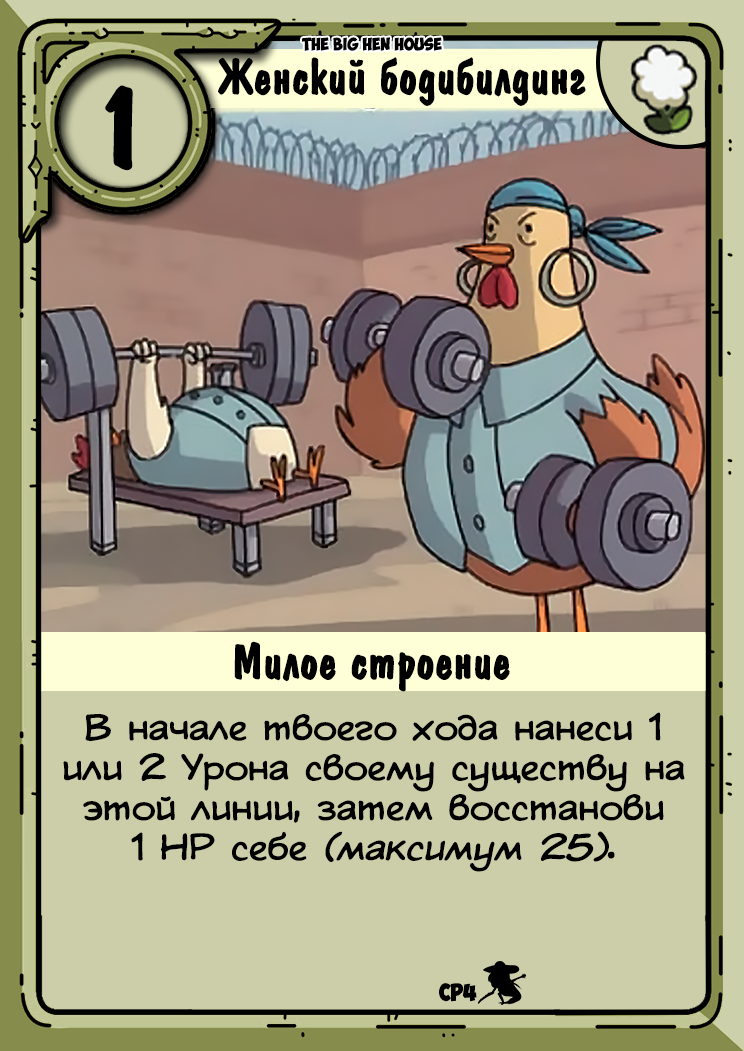 THE BIG HEN HOUSE
1
Женский бодибилдинг
Милое строение
В начале твоего хода нанеси 1
или 2 Урона своему существу на
этой линии, затем восстанови
1 HP себе (максимум 25).
CP4